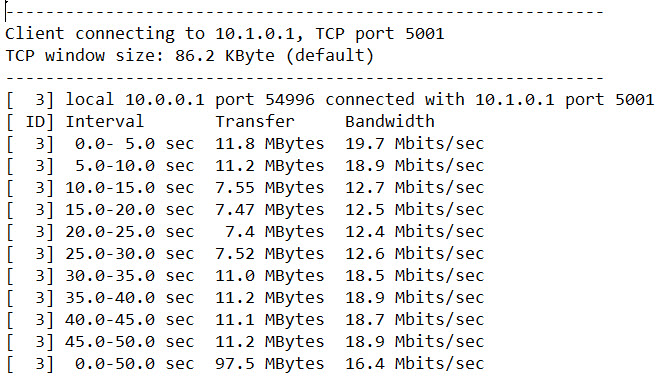 ------------------------------------------------------------
Client connecting to 10.1.0.1, TCP port 5001
TCP window size: 86.2 KByte (default)
------------------------------------------------------------
[  3] local 10.0.0.1 port 54996 connected with 10.1.0.1 port 5001
[ ID] Interval       Transfer     Bandwidth
[  3]  0.0- 5.0 sec  11.8 MBytes  19.7 Mbits/sec
[  3]  5.0-10.0 sec  11.2 MBytes  18.9 Mbits/sec
[  3] 10.0-15.0 sec  7.55 MBytes  12.7 Mbits/sec
[  3] 15.0-20.0 sec  7.47 MBytes  12.5 Mbits/sec
[  3] 20.0-25.0 sec   7.4 MBytes  12.4 Mbits/sec
[  3] 25.0-30.0 sec  7.52 MBytes  12.6 Mbits/sec
[  3] 30.0-35.0 sec  11.0 MBytes  18.5 Mbits/sec
[  3] 35.0-40.0 sec  11.2 MBytes  18.9 Mbits/sec
[  3] 40.0-45.0 sec  11.1 MBytes  18.7 Mbits/sec
[  3] 45.0-50.0 sec  11.2 MBytes  18.9 Mbits/sec
[  3]  0.0-50.0 sec  97.5 MBytes  16.4 Mbits/sec